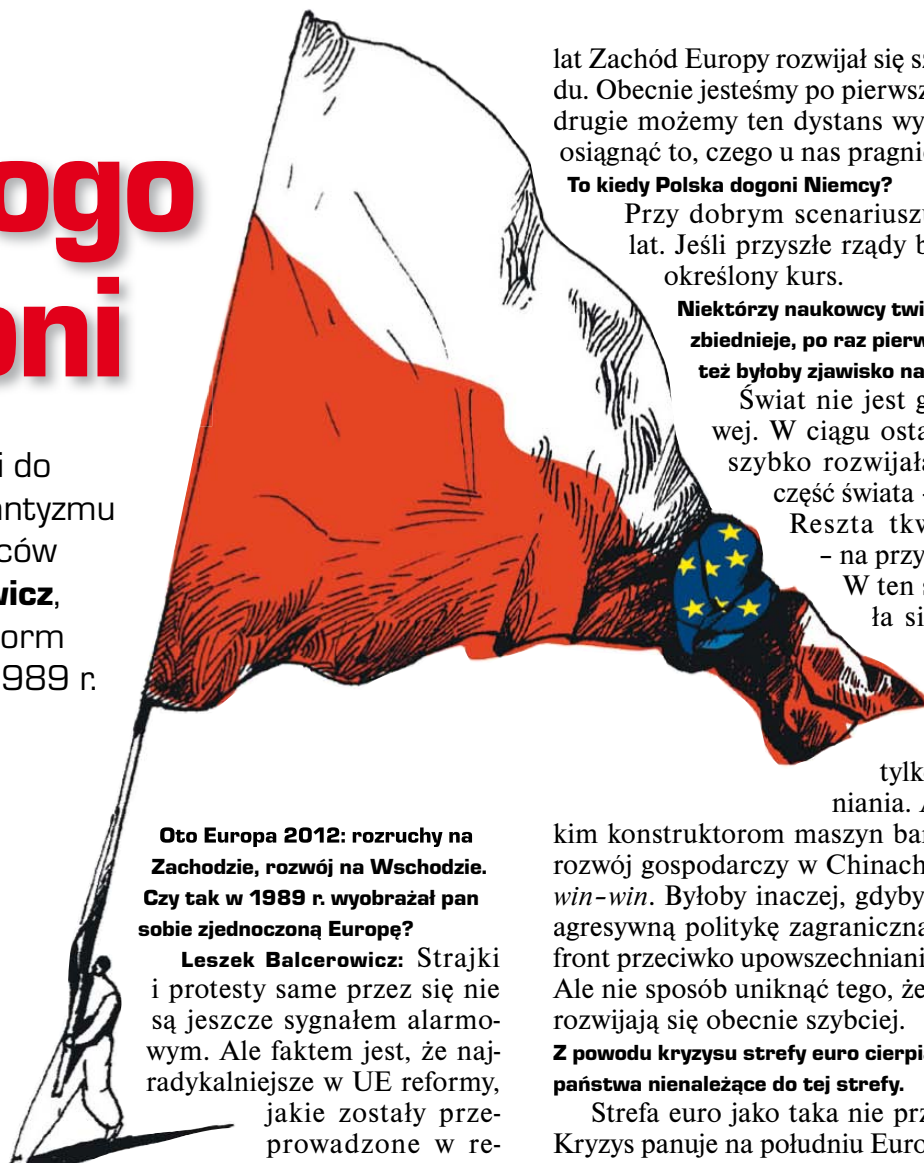 ogo
oni
i do
antyzmu
ców
wicz,
orm
1989 r.
Oto Europa 2012: rozruchy na
Zachodzie, rozwój na Wschodzie.
Czy tak w 1989 r. wyobrażał pan
sobie zjednoczoną Europę?
Leszek Balcerowicz: Strajki
i protesty same przez się nie
są jeszcze sygnałem alarmo-
wym. Ale faktem jest, że naj-
radykalniejsze w UE reformy,
jakie zostały prze-
prowadzone w re-
lat Zachód Europy rozwijał się s
du. Obecnie jesteśmy po pierwsz
drugie możemy ten dystans wy
osiągnąć to, czego u nas pragni
To kiedy Polska dogoni Niemcy?
Przy dobrym scenariusz
lat. Jeśli przyszłe rządy b
określony kurs.
Niektórzy naukowcy twi
zbiednieje, po raz pierw
też byłoby zjawisko na
Świat nie jest g
wej. W ciągu osta
szybko rozwijała
część świata -
Reszta tkw
– na przy
W ten s
ła si
tylk
niania. A
kim konstruktorom maszyn bar
rozwój gospodarczy w Chinach
win-win. Byłoby inaczej, gdyby
agresywną politykę zagraniczną
front przeciwko upowszechniani
Ale nie sposób uniknąć tego, że
rozwijają się obecnie szybciej.
Z powodu kryzysu strefy euro cierpi
państwa nienależące do tej strefy.
Strefa euro jako taka nie prz
Kryzys panuje na południu Euro